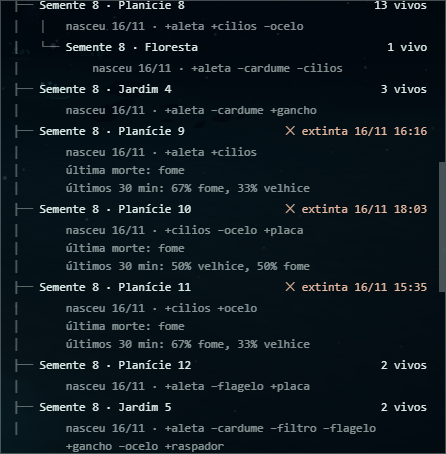 ├── Semente 8 · Planície 8 13 vivos
│ │ nasceu 16/11 · +aleta +cilios −ocelo
│ └── Semente 8 · Floresta 1 vivo
│ nasceu 16/11 · +aleta −cardume −cilios
├── Semente 8 · Jardim 4 3 vivos
│ nasceu 16/11 · +aleta −cardume +gancho
├── Semente 8 · Planície 9 ✕ extinta 16/11 16:16
│ nasceu 16/11 · +aleta +cilios
│ última morte: fome
│ últimos 30 min: 67% fome, 33% velhice
├── Semente 8 · Planície 10 ✕ extinta 16/11 18:03
│ nasceu 16/11 · +cilios −ocelo +placa
│ última morte: fome
│ últimos 30 min: 50% velhice, 50% fome
├── Semente 8 · Planície 11 ✕ extinta 16/11 15:35
│ nasceu 16/11 · +cilios +ocelo
│ última morte: fome
│ últimos 30 min: 67% fome, 33% velhice
├── Semente 8 · Planície 12 2 vivos
│ nasceu 16/11 · +aleta −flagelo +placa
├── Semente 8 · Jardim 5 2 vivos
│ nasceu 16/11 · +aleta −cardume −filtro −flagelo
+gancho −ocelo +raspador